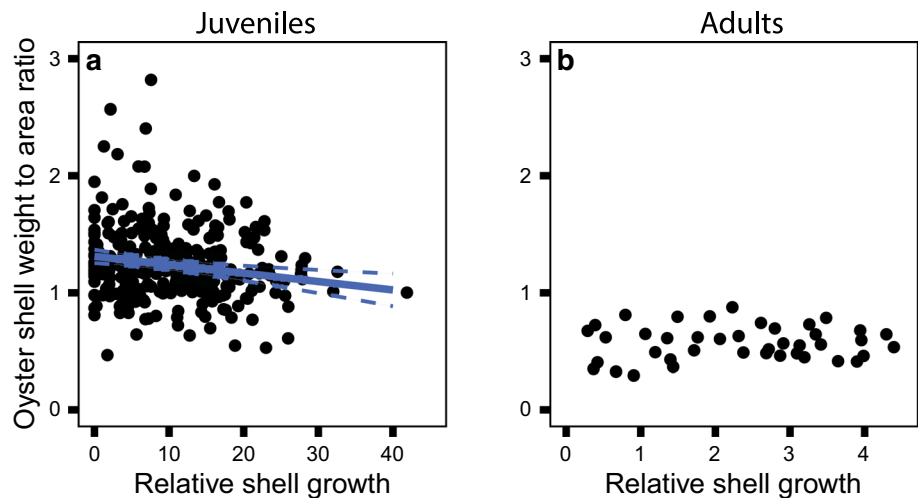 Juveniles
Adults
Oyster shell weight to area ratio
a
3
2
1
0
0 10 20 30 40
Relative shell growth
b
3
2
1
0
0 1 2 3 4
Relative shell growth